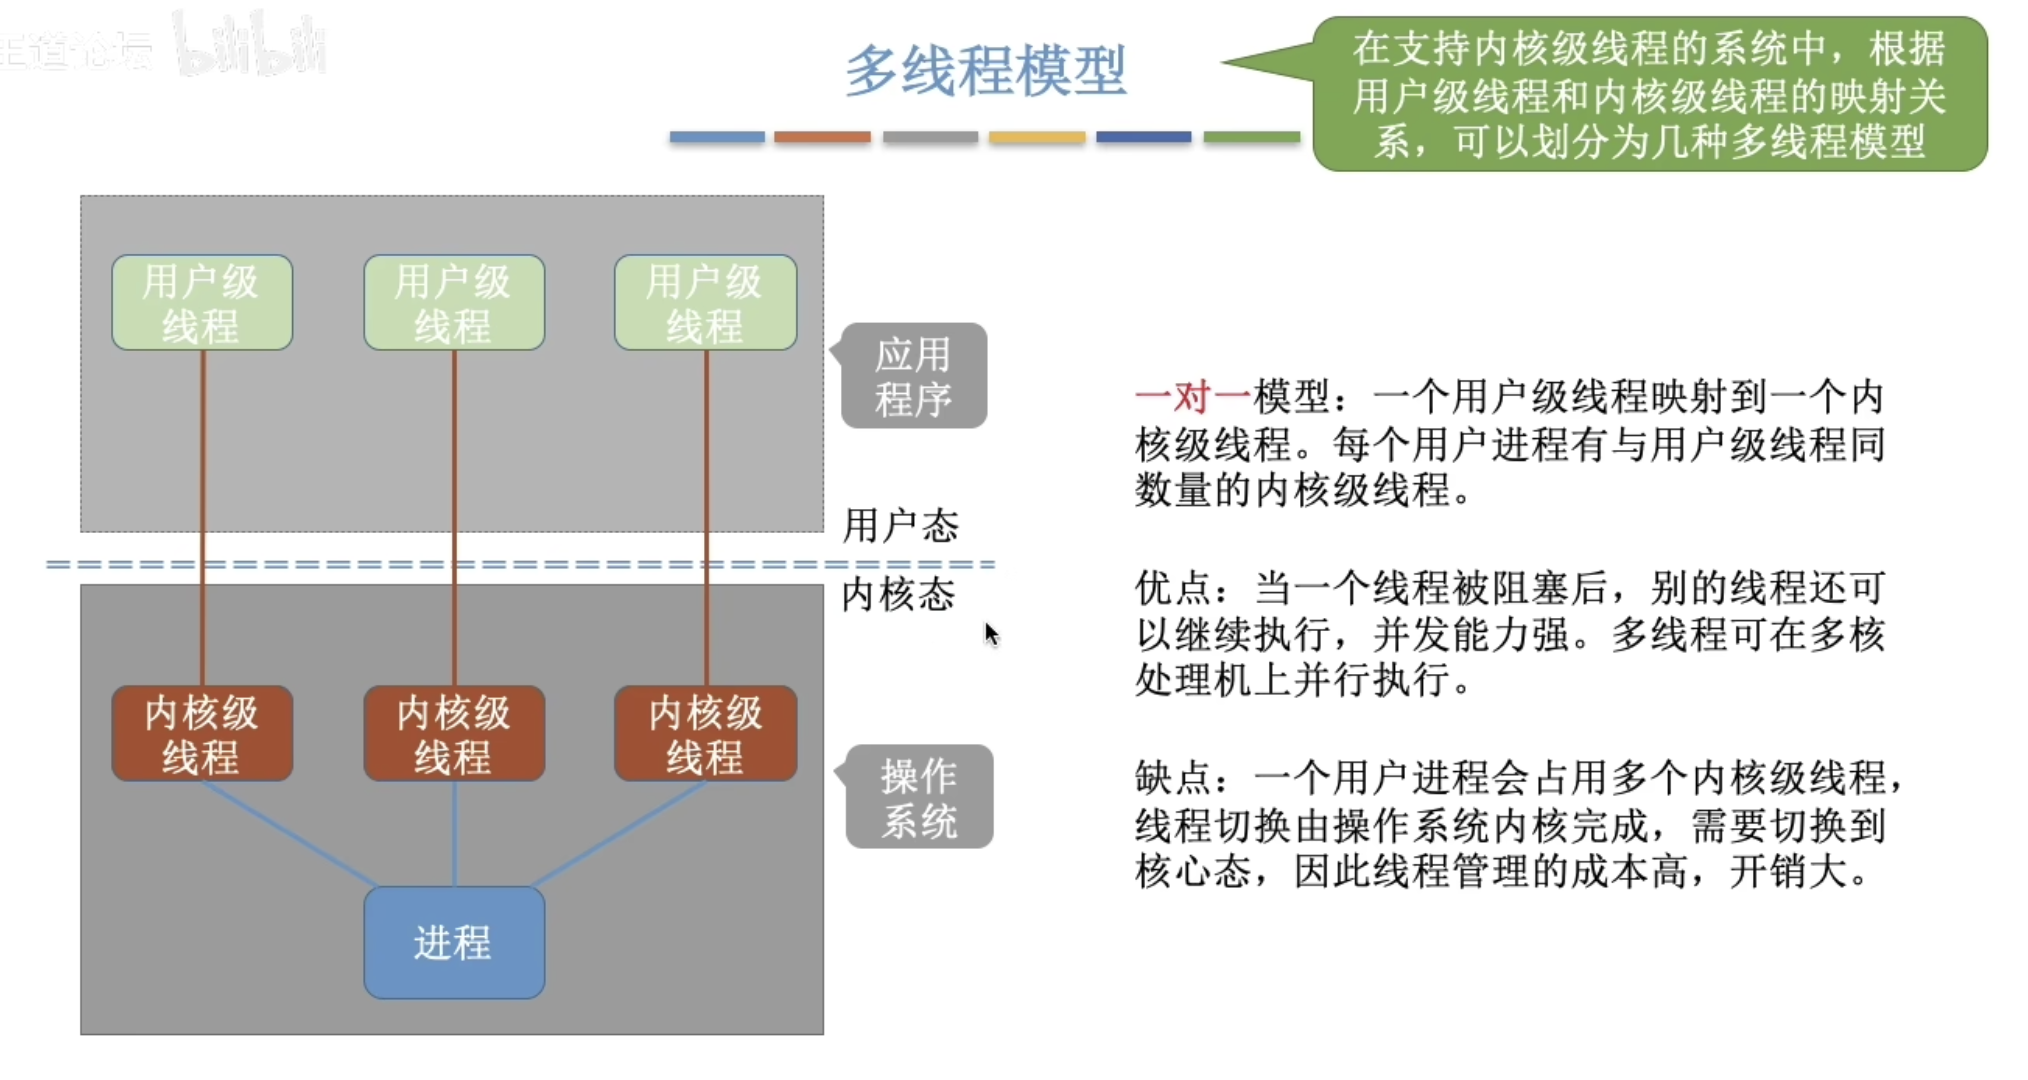 王道论坛 bilibili
多线程模型
在支持内核级线程的系统中，根据
用户级线程和内核级线程的映射关
系，可以划分为几种多线程模型
用户级
线程
用户级
线程
用户级
线程
应用
程序
用户态
内核态
内核级
线程
内核级
线程
内核级
线程
操作
系统
进程
一对一模型：一个用户级线程映射到一个内
核级线程。每个用户进程有与用户级线程同
数量的内核级线程。
优点：当一个线程被阻塞后，别的线程还可
以继续执行，并发能力强。多线程可在多核
处理机上并行执行。
缺点：一个用户进程会占用多个内核级线程，
线程切换由操作系统内核完成，需要切换到
核心态，因此线程管理的成本高，开销大。